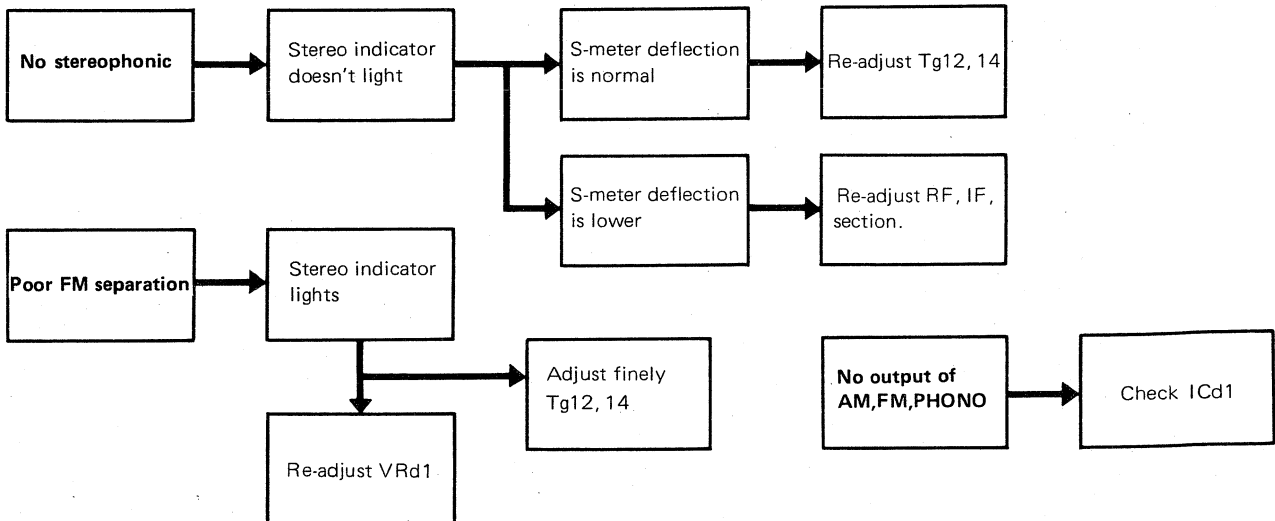 No stereophonic
Stereo indicator
doesn't light
S-meter deflection
is normal
Re-adjust Tg12, 14
S-meter deflection
is lower
Re-adjust RF, IF,
section.
Poor FM separation
Stereo indicator
lights
Adjust finely
Tg12, 14
Re-adjust VRd1
No output of
AM,FM,PHONO
Check ICd1